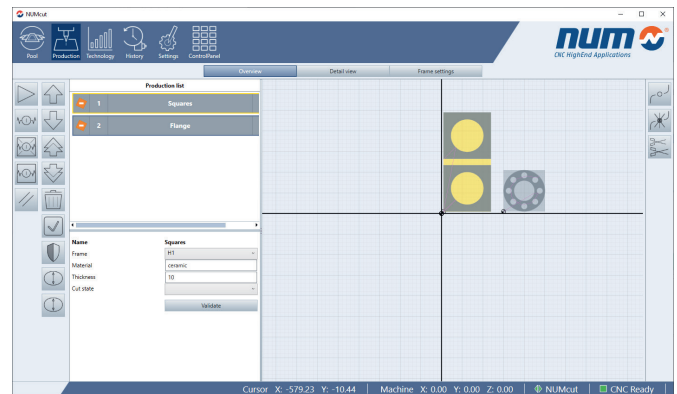 NUMcut
Pool Production Technology History Settings ControlPanel
num
CNC HighEnd Applications
Overview Detail view Frame settings
Production list
1 Squares
2 Flange
Name Squares
Frame H1
Material ceramic
Thickness 10
Cut state
Validate
Cursor X: -579.23 Y: -10.44 Machine X: 0.00 Y: 0.00 Z: 0.00 NUMcut CNC Ready